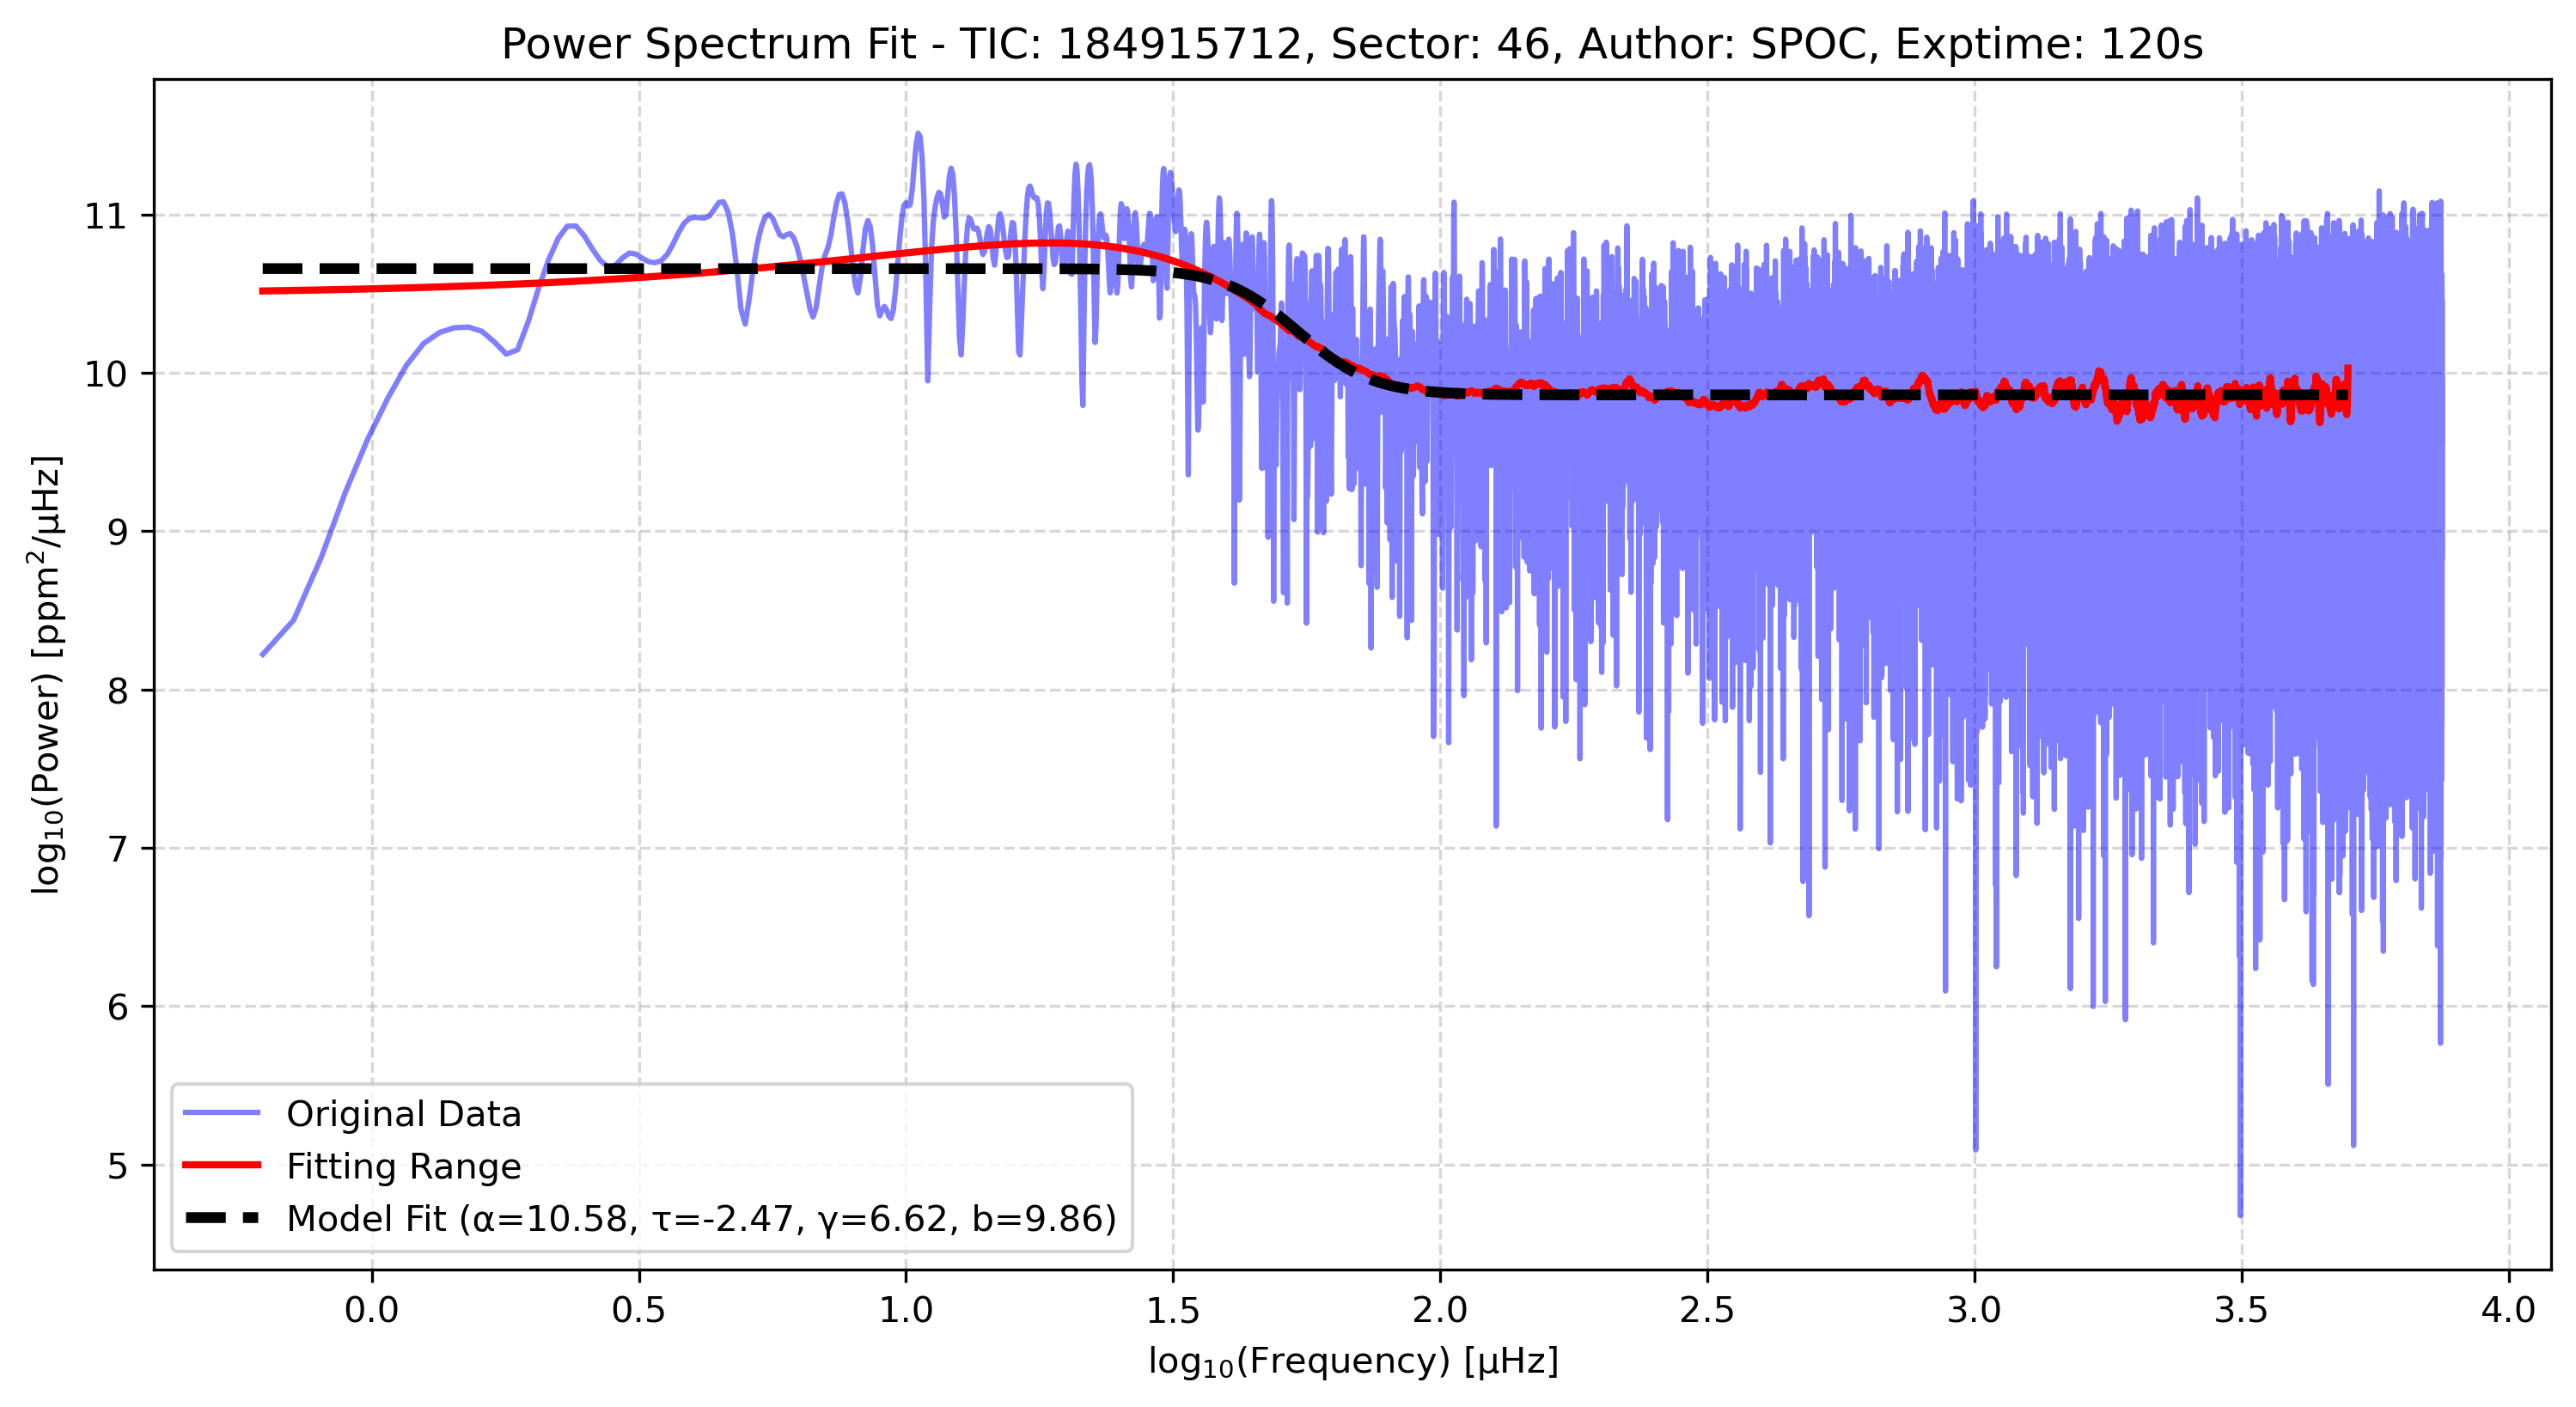 Power Spectrum Fit - TIC: 184915712, Sector: 46, Author: SPOC, Exptime: 120s
log₁₀(Power) [ppm²/μHz]
11
10
9
8
7
6
5
Original Data
Fitting Range
Model Fit (α=10.58, τ=-2.47, γ=6.62, b=9.86)
0.0 0.5 1.0 1.5 2.0 2.5 3.0 3.5 4.0
log₁₀(Frequency) [μHz]